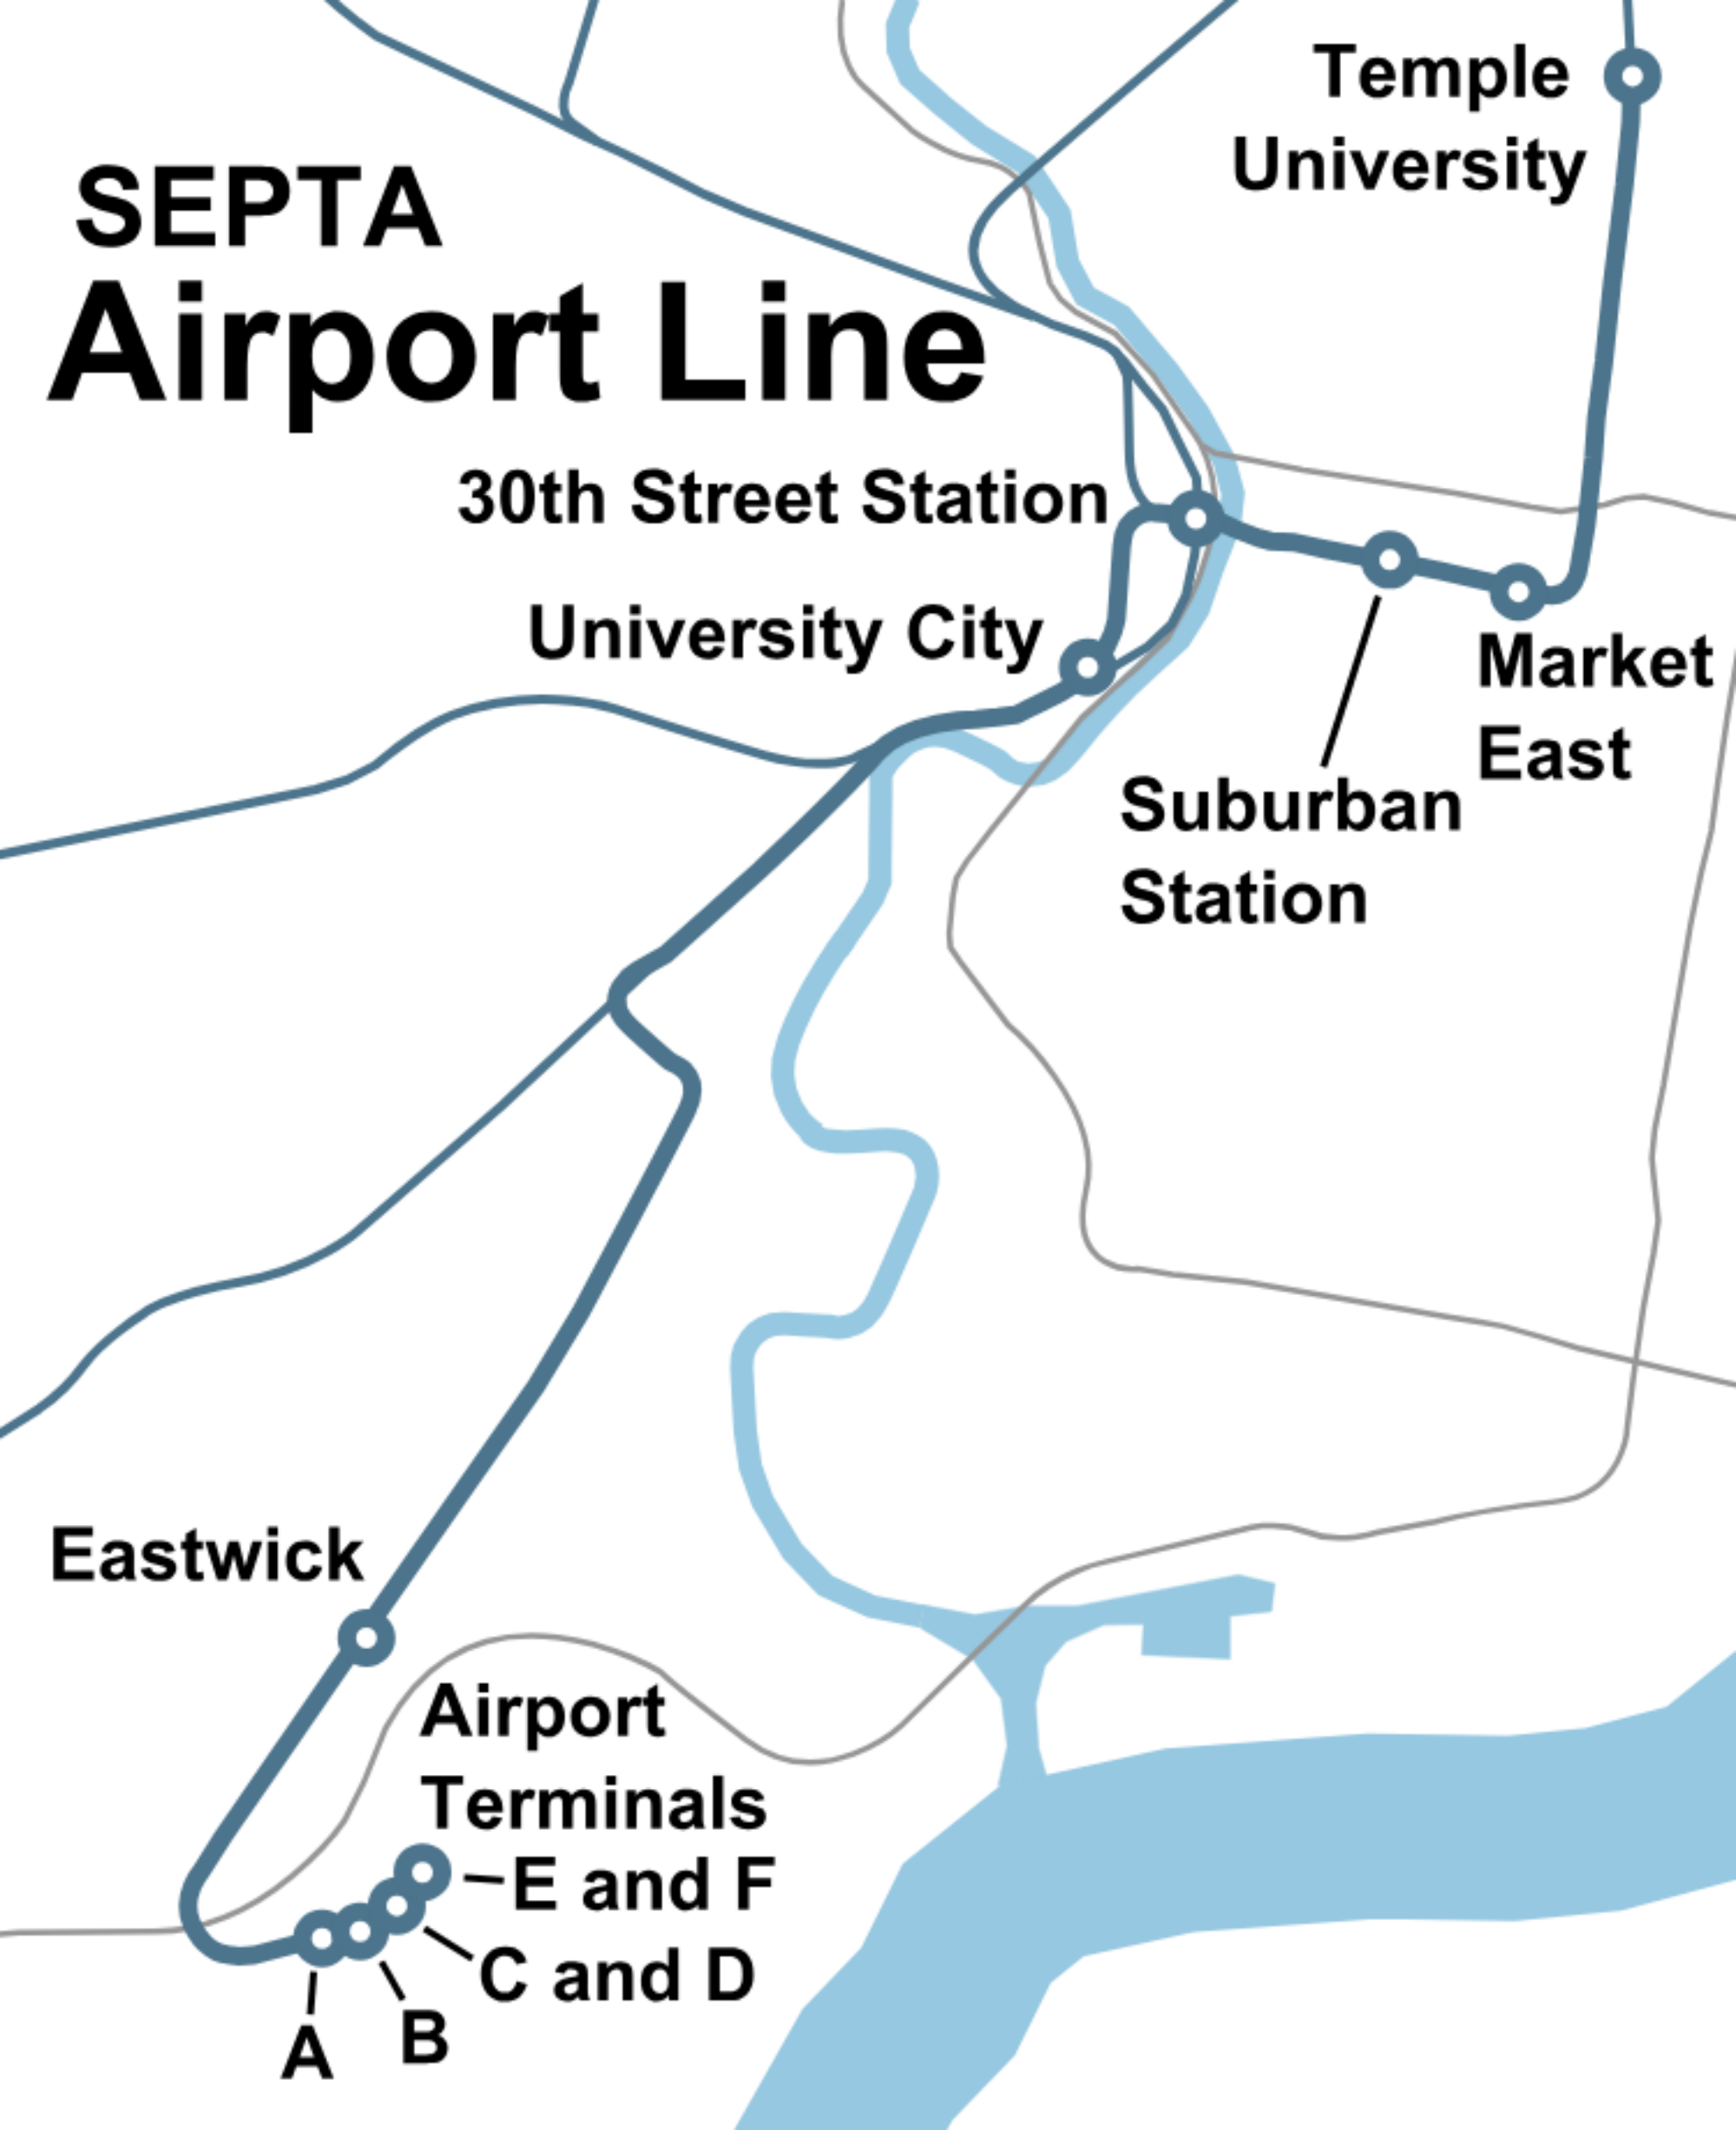 SEPTA
Airport Line
Temple
University
30th Street Station
University City
Market
East
Suburban
Station
Eastwick
Airport
Terminals
E and F
C and D
B
A